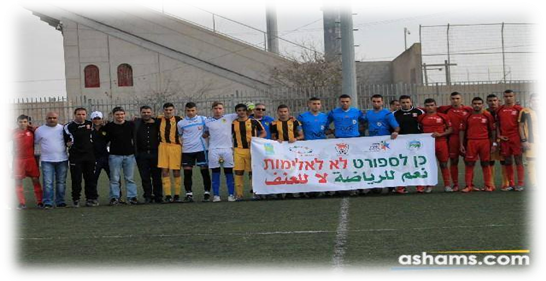 כן לספורט לא לאלימות
نعم للرياضة لا للعنف
ashams.com